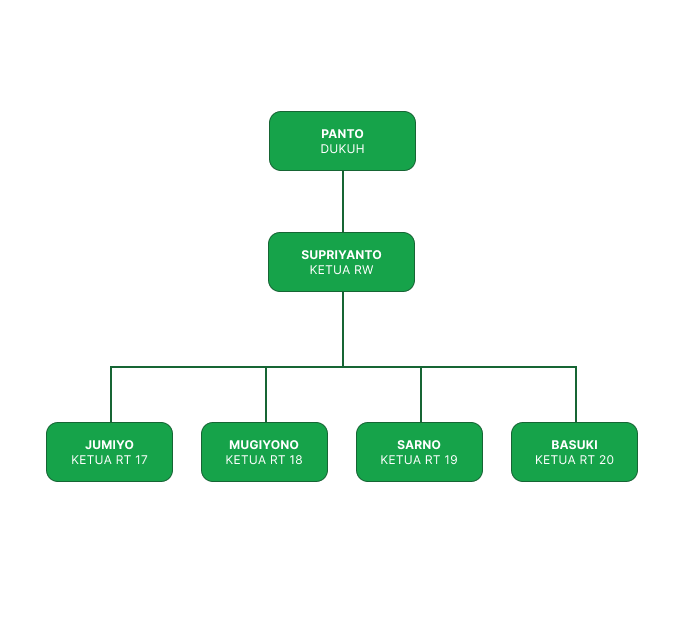 PANTO
DUKUH
SUPRIYANTO
KETUA RW
JUMIYO
KETUA RT 17
MUGIYONO
KETUA RT 18
SARNO
KETUA RT 19
BASUKI
KETUA RT 20